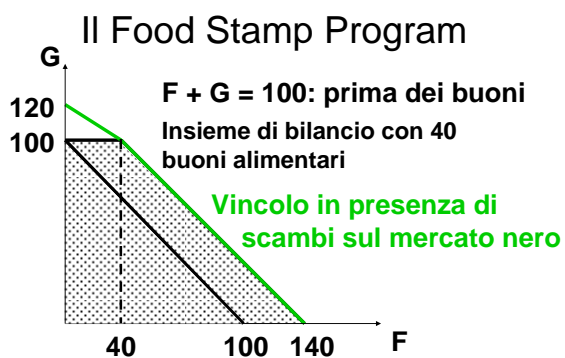 Il Food Stamp Program
G
120
100
F + G = 100: prima dei buoni
Insieme di bilancio con 40
buoni alimentari
Vincolo in presenza di
scambi sul mercato nero
40
100
140
F